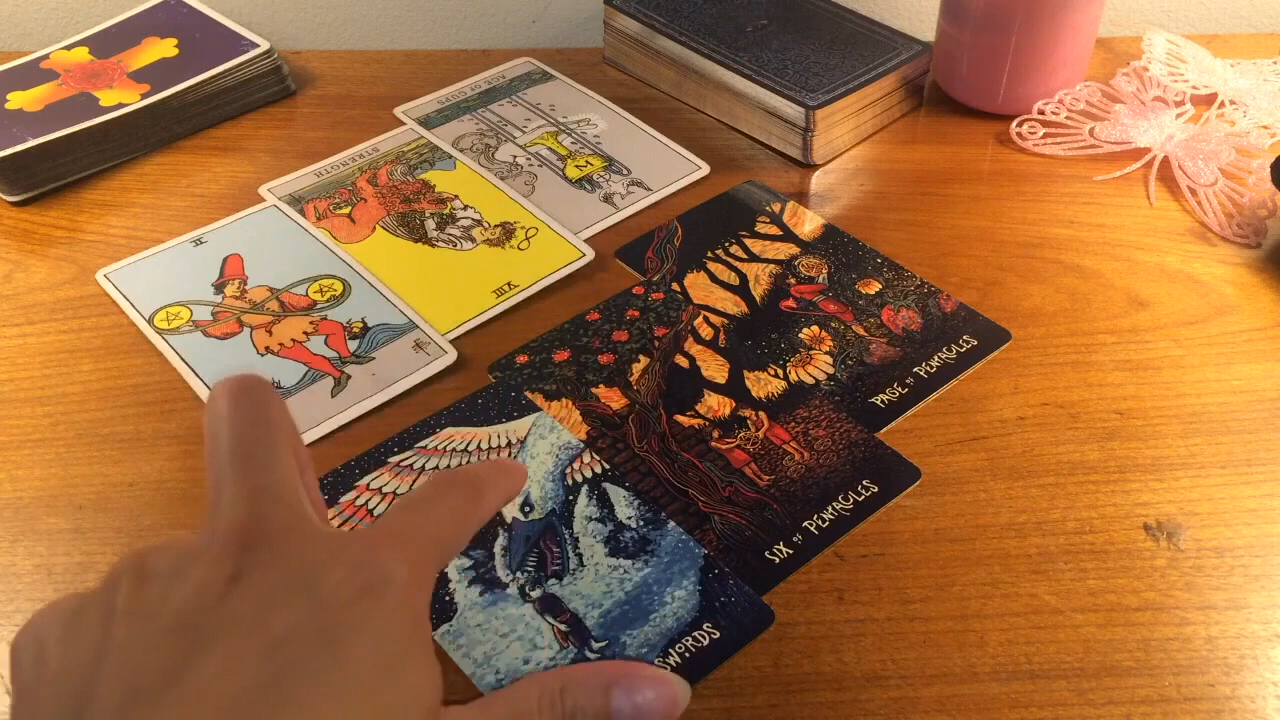 ACE of CUPS
STRENGTH
VIII
II
M
PAGE of PENTACLES
SIX of PENTACLES
SWORDS